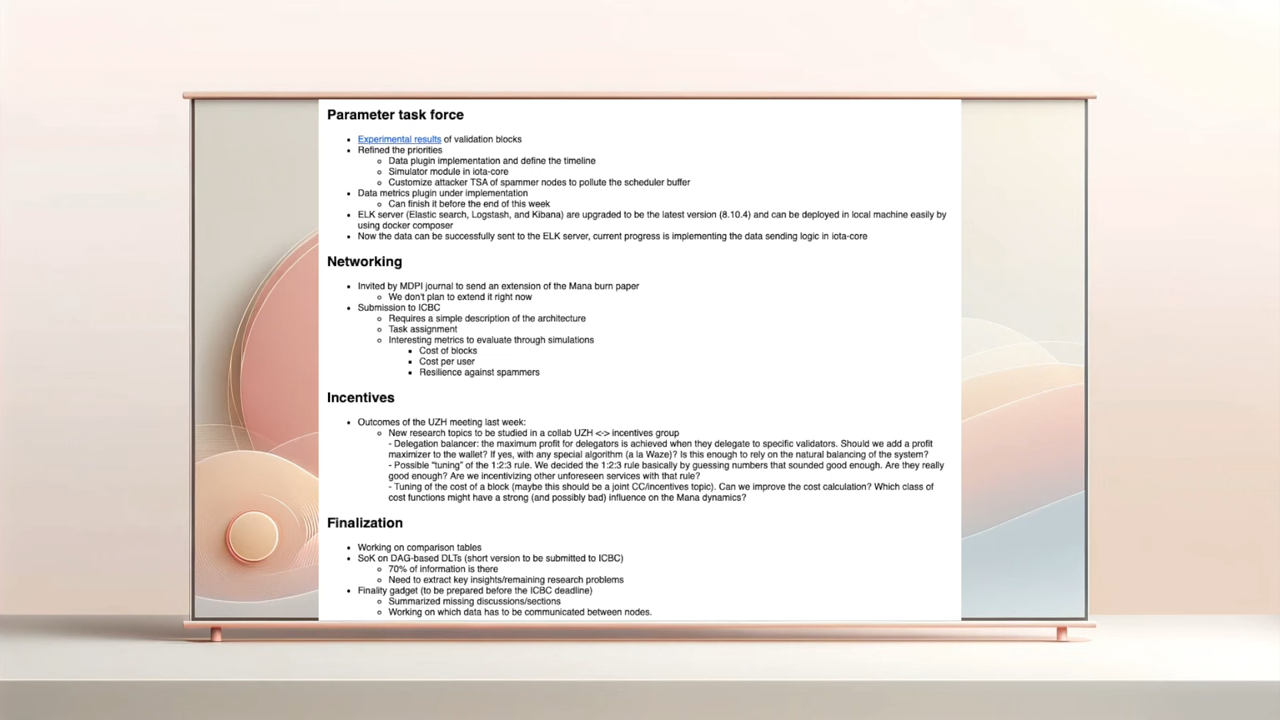 Parameter task force
• Experimental results of validation blocks
• Refined the priorities
○ Data plugin implementation and define the timeline
○ Simulator module in iota-core
○ Customize attacker TSA of spammer nodes to pollute the scheduler buffer
• Data metrics plugin under implementation
○ Can finish it before the end of this week
• ELK server (Elastic search, Logstash, and Kibana) are upgraded to be the latest version (8.10.4) and can be deployed in local machine easily by
using docker composer
• Now the data can be successfully sent to the ELK server, current progress is implementing the data sending logic in iota-core
Networking
• Invited by MDPI journal to send an extension of the Mana burn paper
○ We don't plan to extend it right now
• Submission to ICBC
○ Requires a simple description of the architecture
○ Task assignment
○ Interesting metrics to evaluate through simulations
▪ Cost of blocks
▪ Cost per user
▪ Resilience against spammers
Incentives
• Outcomes of the UZH meeting last week:
○ New research topics to be studied in a collab UZH <-> incentives group
- Delegation balancer: the maximum profit for delegators is achieved when they delegate to specific validators. Should we add a profit
maximizer to the wallet? If yes, with any special algorithm (a la Waze)? Is this enough to rely on the natural balancing of the system?
- Possible "tuning" of the 1:2:3 rule. We decided the 1:2:3 rule basically by guessing numbers that sounded good enough. Are they really
good enough? Are we incentivizing other unforeseen services with that rule?
- Tuning of the cost of a block (maybe this should be a joint CC/incentives topic). Can we improve the cost calculation? Which class of
cost functions might have a strong (and possibly bad) influence on the Mana dynamics?
Finalization
• Working on comparison tables
• SoK on DAG-based DLTs (short version to be submitted to ICBC)
○ 70% of information is there
○ Need to extract key insights/remaining research problems
• Finality gadget (to be prepared before the ICBC deadline)
○ Summarized missing discussions/sections
○ Working on which data has to be communicated between nodes.